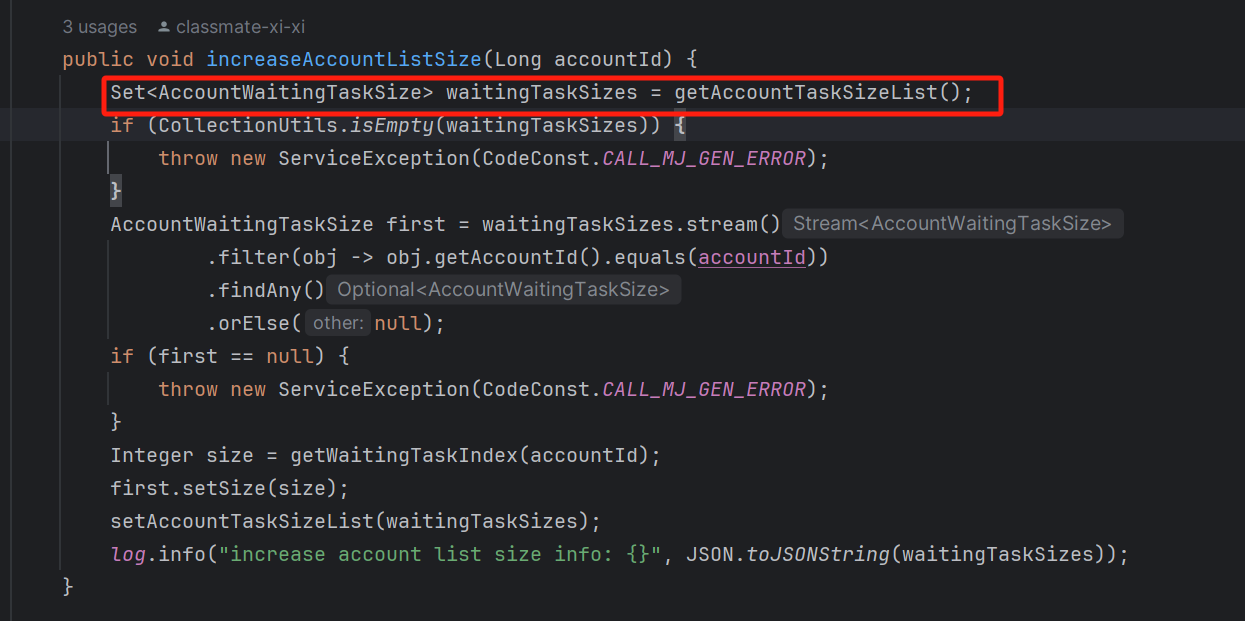 3 usages classmate-xi-xi
public void increaseAccountListSize(Long accountId) {
Set<AccountWaitingTaskSize> waitingTaskSizes = getAccountTaskSizeList();
if (CollectionUtils.isEmpty(waitingTaskSizes)) {
throw new ServiceException(CodeConst.CALL_MJ_GEN_ERROR);
}
AccountWaitingTaskSize first = waitingTaskSizes.stream() Stream<AccountWaitingTaskSize>
.filter(obj -> obj.getAccountId().equals(accountId))
.findAny() Optional<AccountWaitingTaskSize>
.orElse( other: null);
if (first == null) {
throw new ServiceException(CodeConst.CALL_MJ_GEN_ERROR);
}
Integer size = getWaitingTaskIndex(accountId);
first.setSize(size);
setAccountTaskSizeList(waitingTaskSizes);
log.info("increase account list size info: {}", JSON.toJSONString(waitingTaskSizes));
}